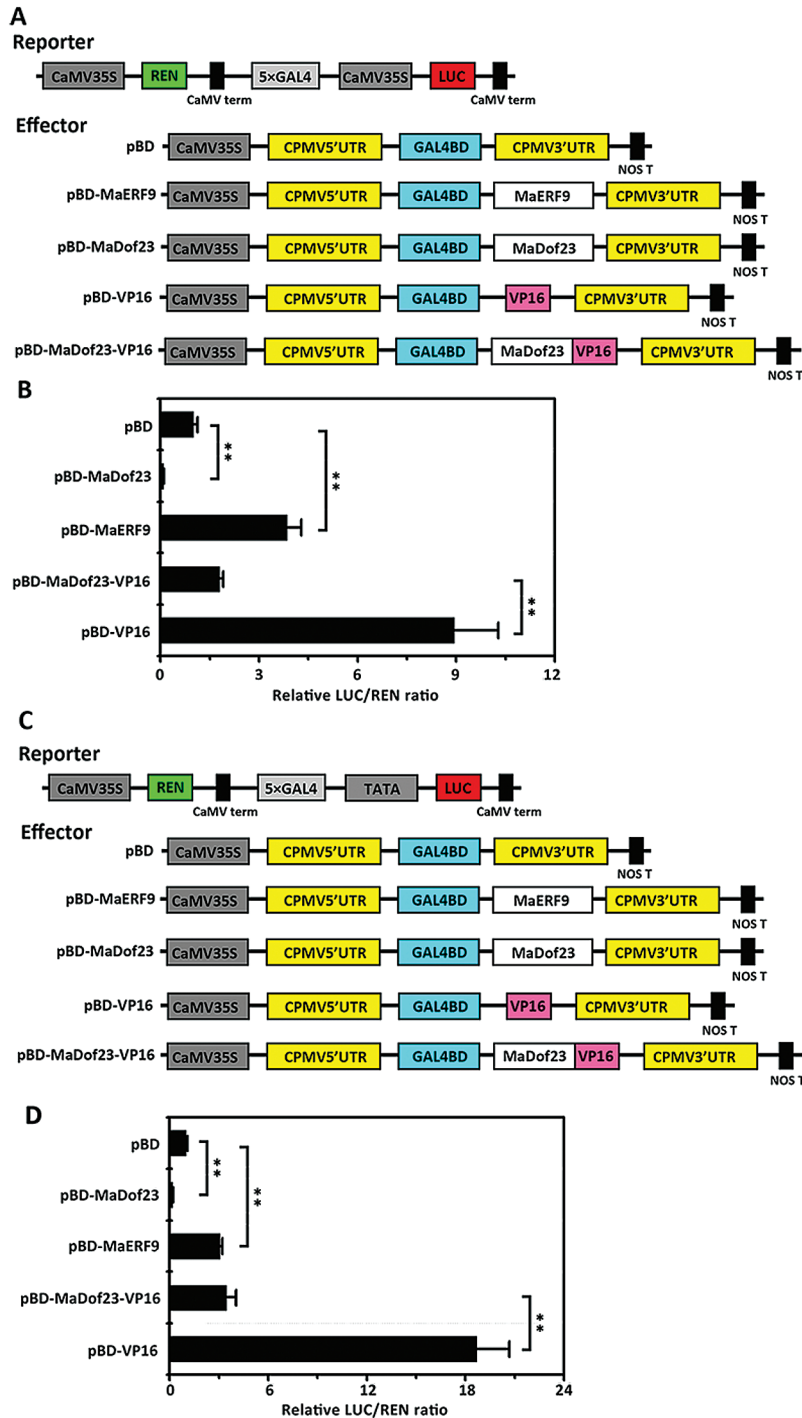 A
Reporter
CaMV35S REN 5×GAL4 CaMV35S LUC
CaMV term CaMV term
Effector
pBD CaMV35S CPMV5'UTR GAL4BD CPMV3'UTR
NOS T
pBD-MaERF9 CaMV35S CPMV5'UTR GAL4BD MaERF9 CPMV3'UTR
NOS T
pBD-MaDof23 CaMV35S CPMV5'UTR GAL4BD MaDof23 CPMV3'UTR
NOS T
pBD-VP16 CaMV35S CPMV5'UTR GAL4BD VP16 CPMV3'UTR
NOS T
pBD-MaDof23-VP16 CaMV35S CPMV5'UTR GAL4BD MaDof23 VP16 CPMV3'UTR
NOS T
B
pBD
**
pBD-MaDof23
**
pBD-MaERF9
pBD-MaDof23-VP16
**
pBD-VP16
0 3 6 9 12
Relative LUC/REN ratio
C
Reporter
CaMV35S REN 5×GAL4 TATA LUC
CaMV term CaMV term
Effector
pBD CaMV35S CPMV5'UTR GAL4BD CPMV3'UTR
NOS T
pBD-MaERF9 CaMV35S CPMV5'UTR GAL4BD MaERF9 CPMV3'UTR
NOS T
pBD-MaDof23 CaMV35S CPMV5'UTR GAL4BD MaDof23 CPMV3'UTR
NOS T
pBD-VP16 CaMV35S CPMV5'UTR GAL4BD VP16 CPMV3'UTR
NOS T
pBD-MaDof23-VP16 CaMV35S CPMV5'UTR GAL4BD MaDof23 VP16 CPMV3'UTR
NOS T
D
pBD
**
pBD-MaDof23
**
pBD-MaERF9
pBD-MaDof23-VP16
**
pBD-VP16
0 6 12 18 24
Relative LUC/REN ratio